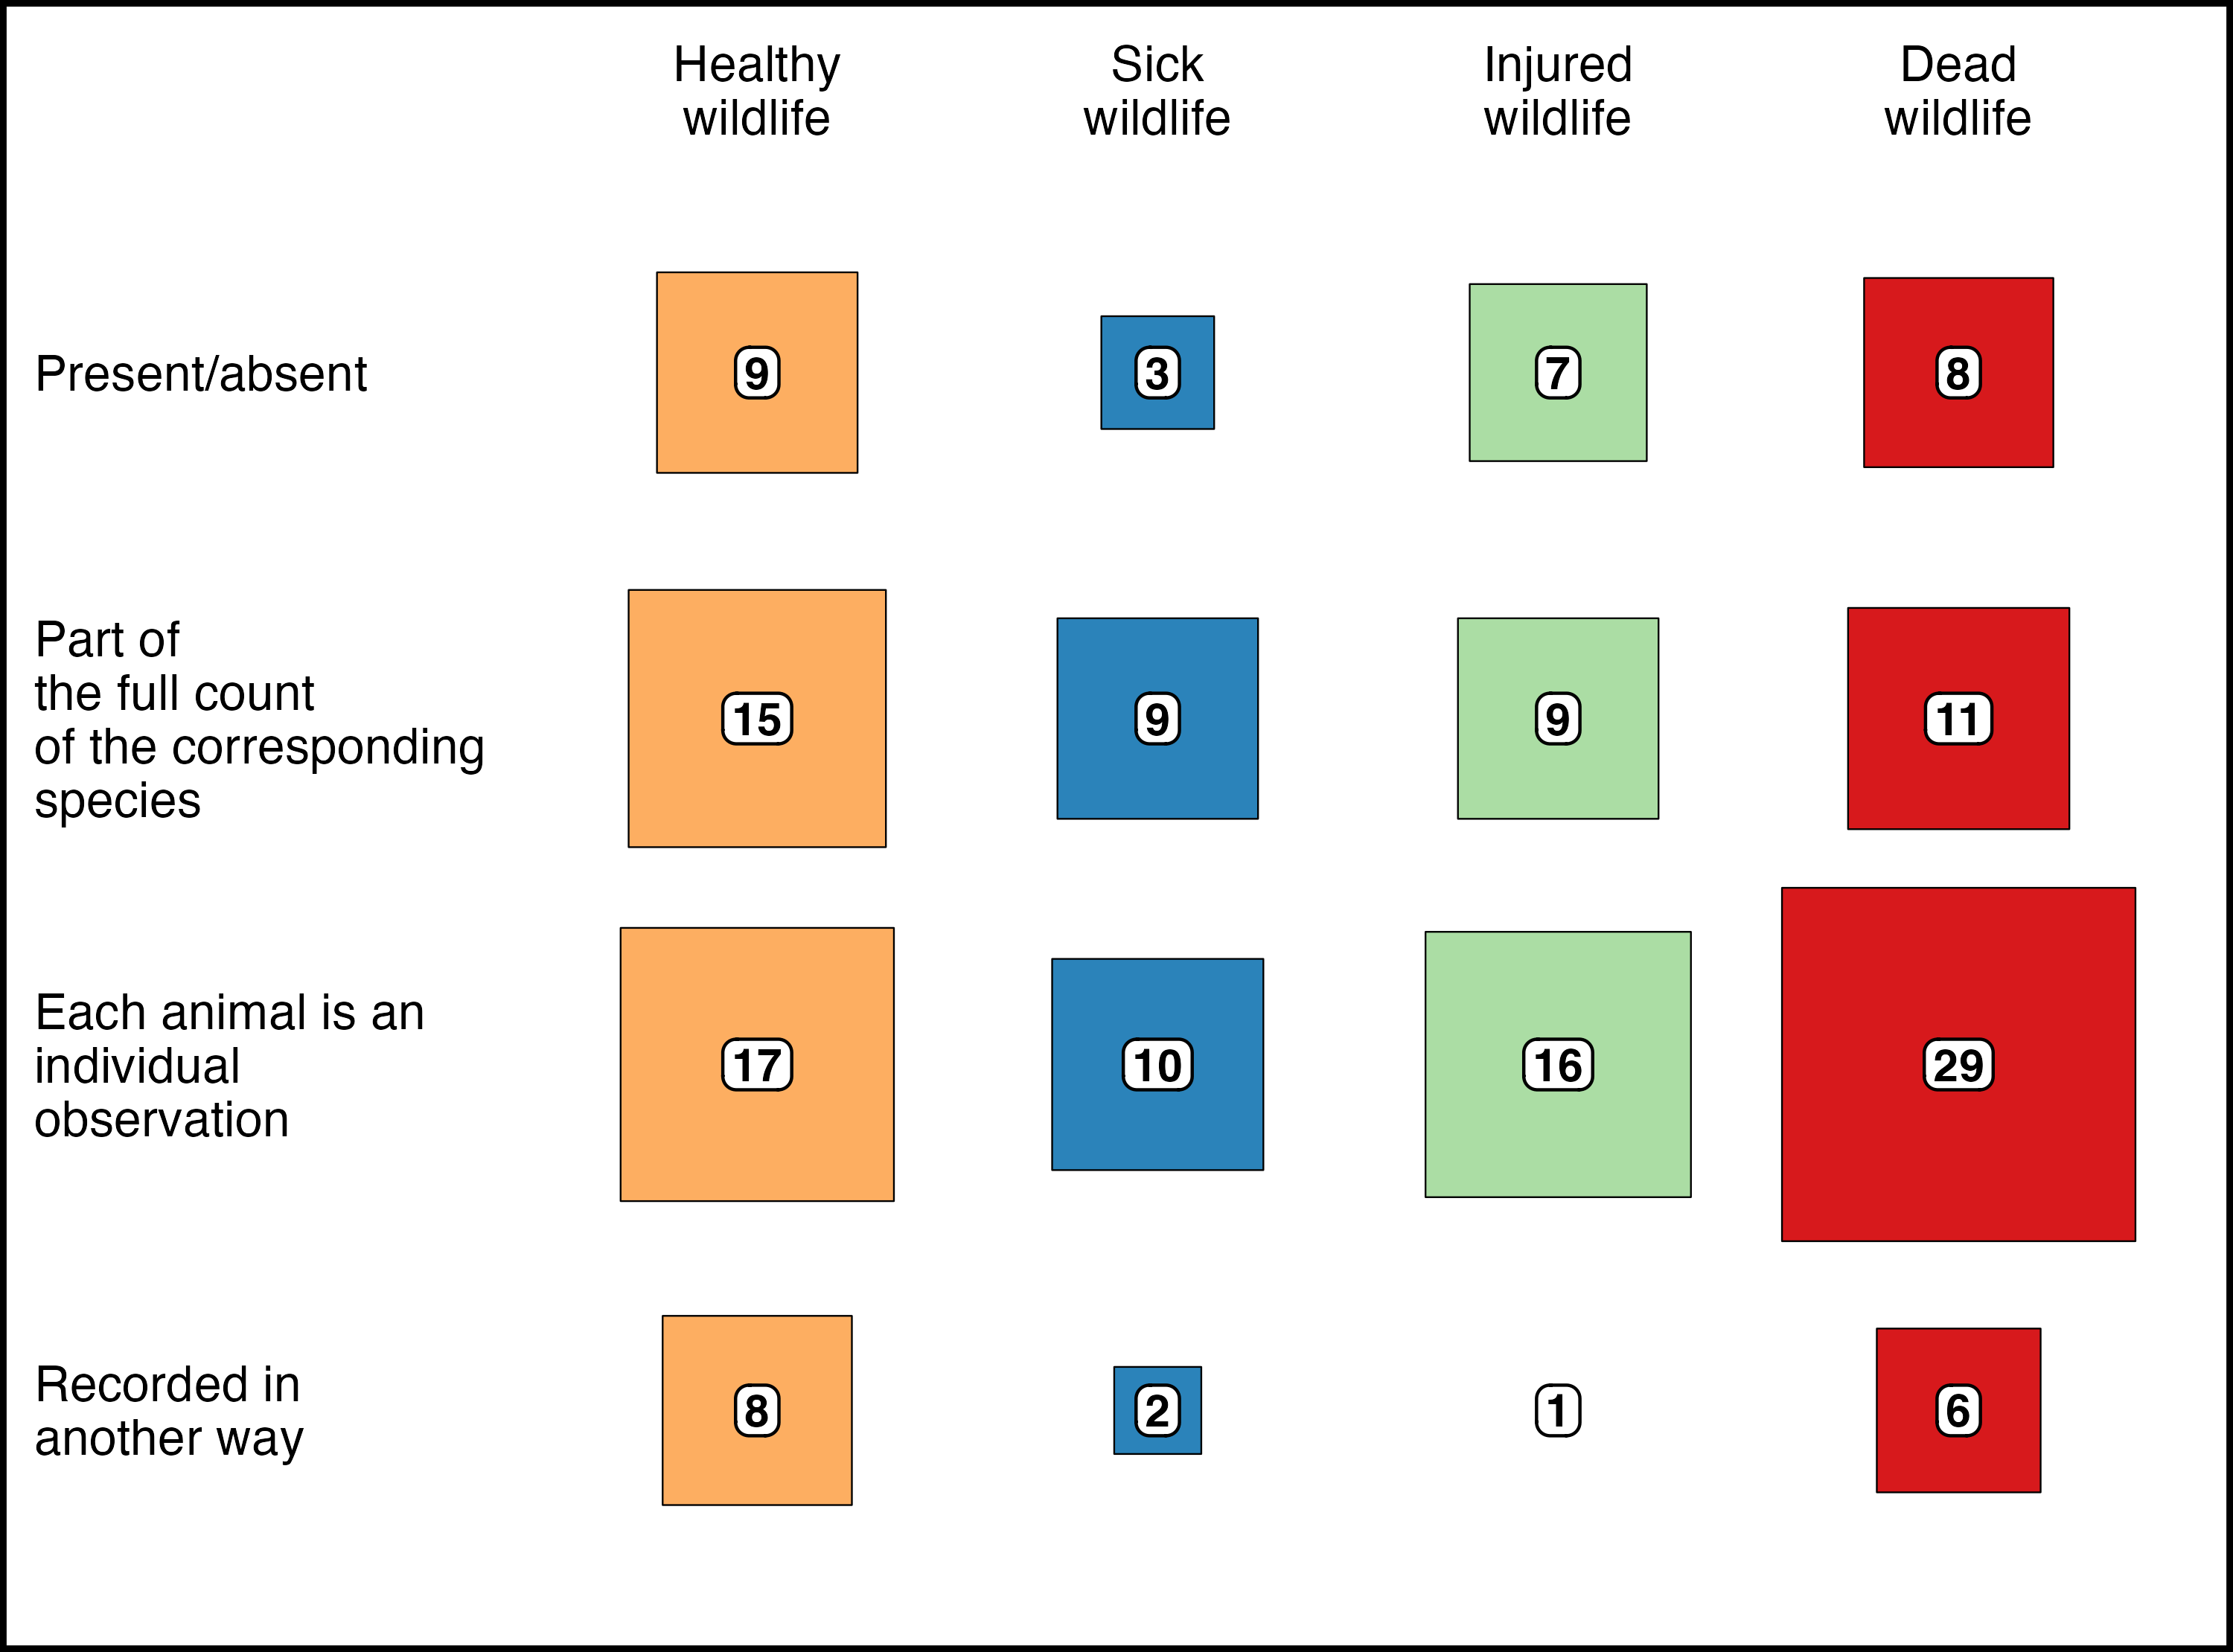 Healthy wildlife
Sick wildlife
Injured wildlife
Dead wildlife
Present/absent
9
3
7
8
Part of
the full count
of the corresponding
species
15
9
9
11
Each animal is an
individual
observation
17
10
16
29
Recorded in
another way
8
2
1
6